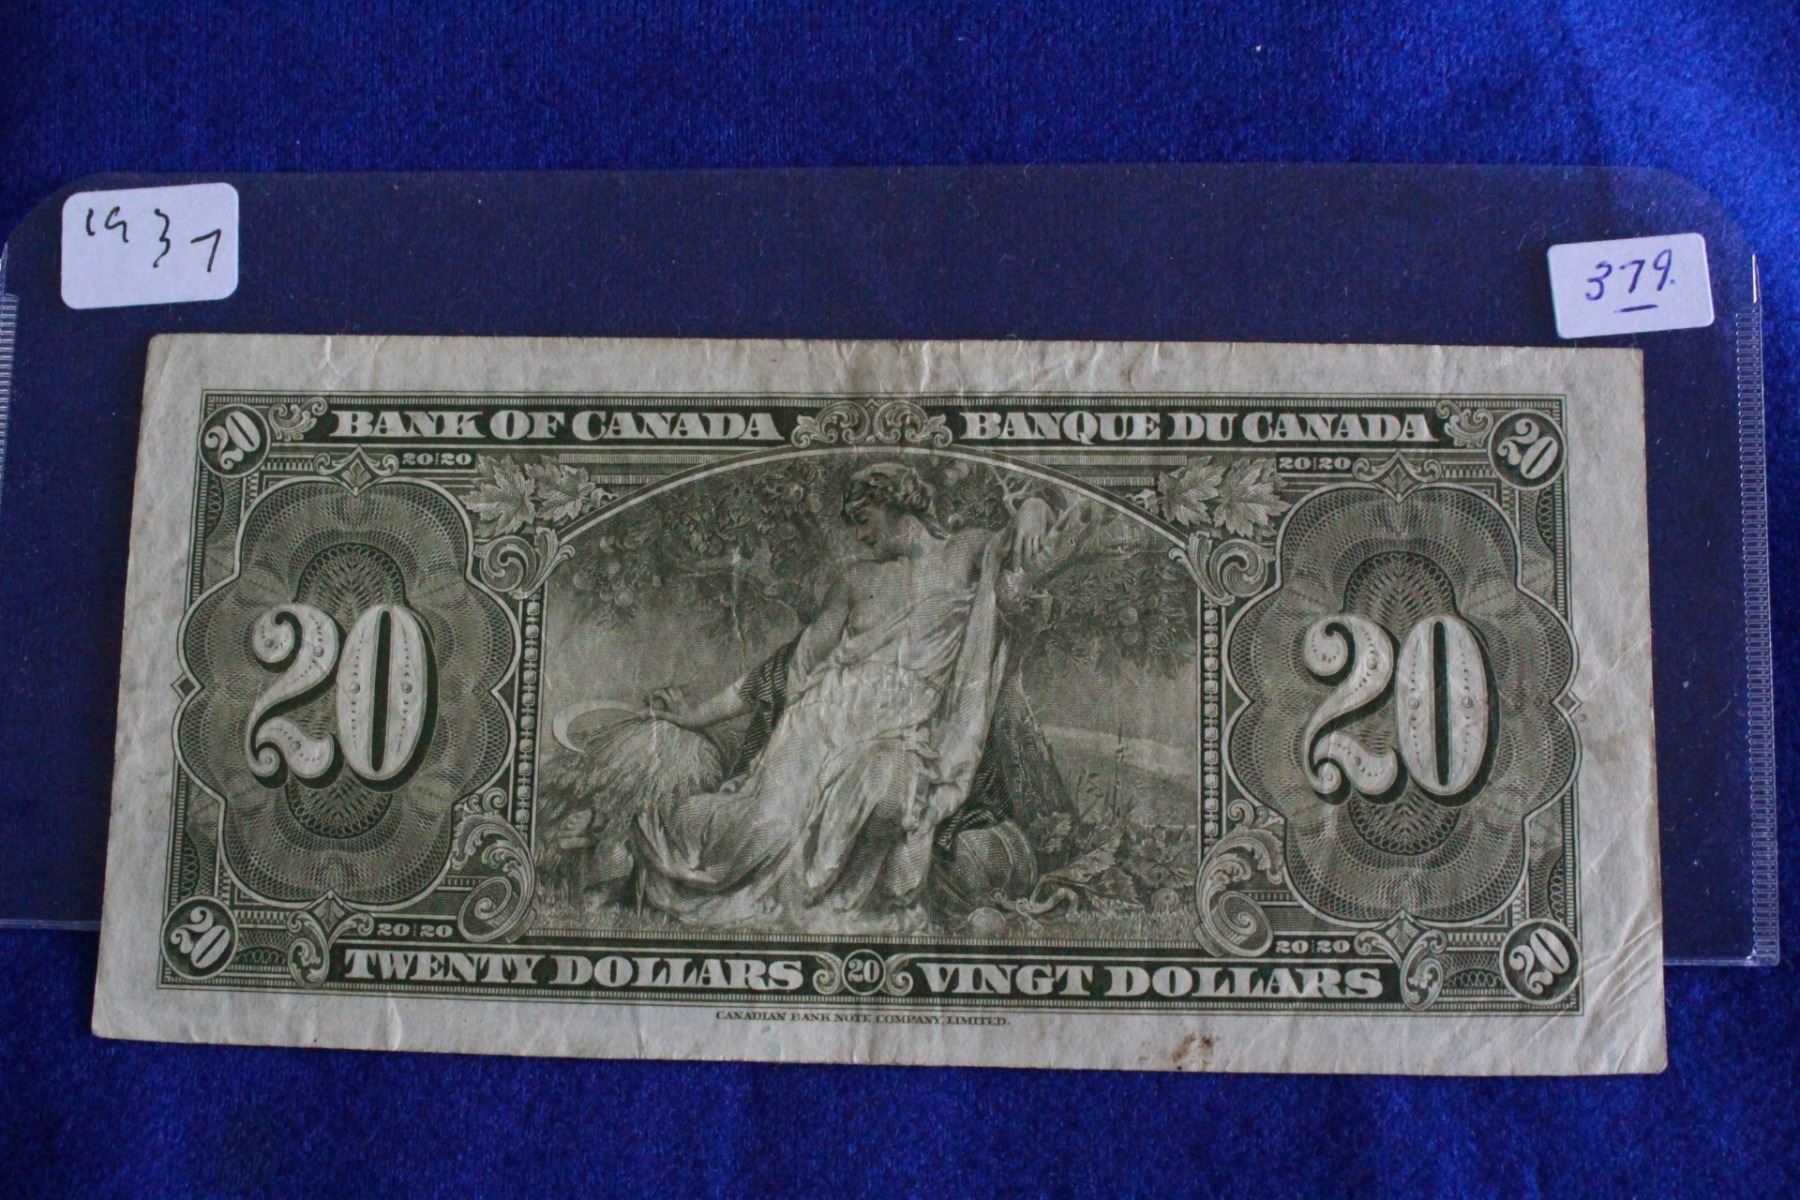 1937
379.
20 BANK OF CANADA BANQUE DU CANADA 20
20 20 20 20
20 20
20 20 20 20
20 TWENTY DOLLARS 20 VINGT DOLLARS 20
CANADIAN BANK NOTE COMPANY, LIMITED.